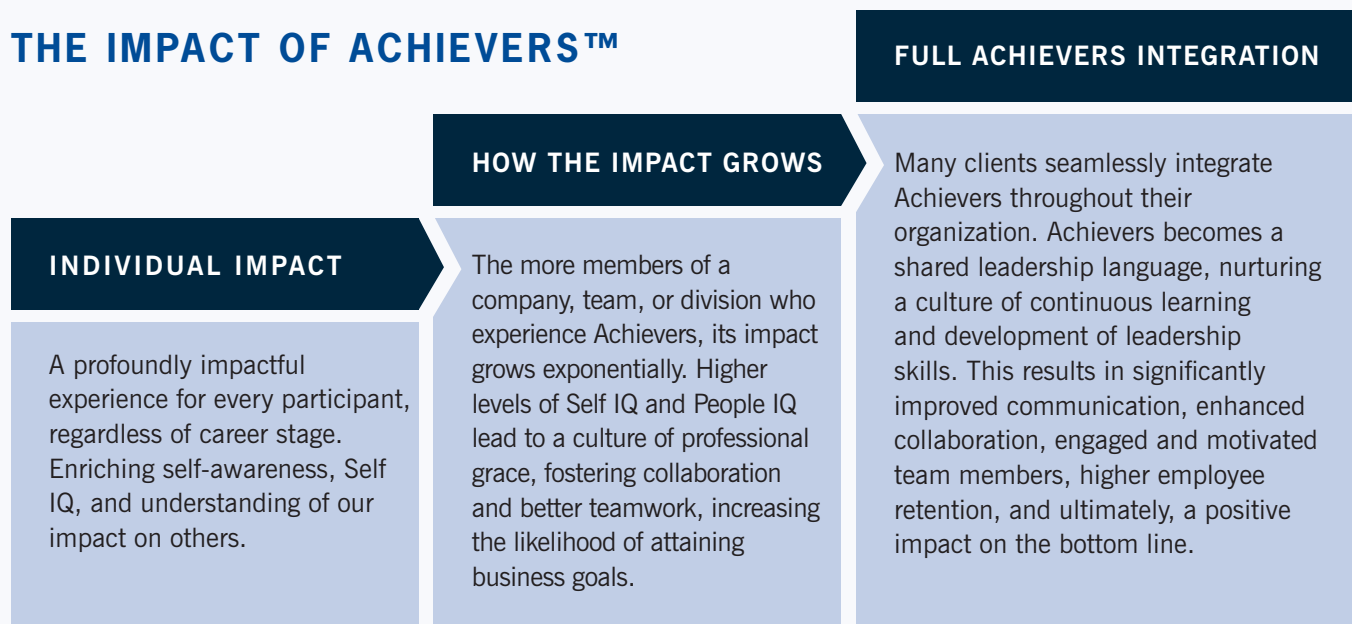 THE IMPACT OF ACHIEVERS™
INDIVIDUAL IMPACT
A profoundly impactful
experience for every participant,
regardless of career stage.
Enriching self-awareness, Self
IQ, and understanding of our
impact on others.
HOW THE IMPACT GROWS
The more members of a
company, team, or division who
experience Achievers, its impact
grows exponentially. Higher
levels of Self IQ and People IQ
lead to a culture of professional
grace, fostering collaboration
and better teamwork, increasing
the likelihood of attaining
business goals.
FULL ACHIEVERS INTEGRATION
Many clients seamlessly integrate
Achievers throughout their
organization. Achievers becomes a
shared leadership language, nurturing
a culture of continuous learning
and development of leadership
skills. This results in significantly
improved communication, enhanced
collaboration, engaged and motivated
team members, higher employee
retention, and ultimately, a positive
impact on the bottom line.